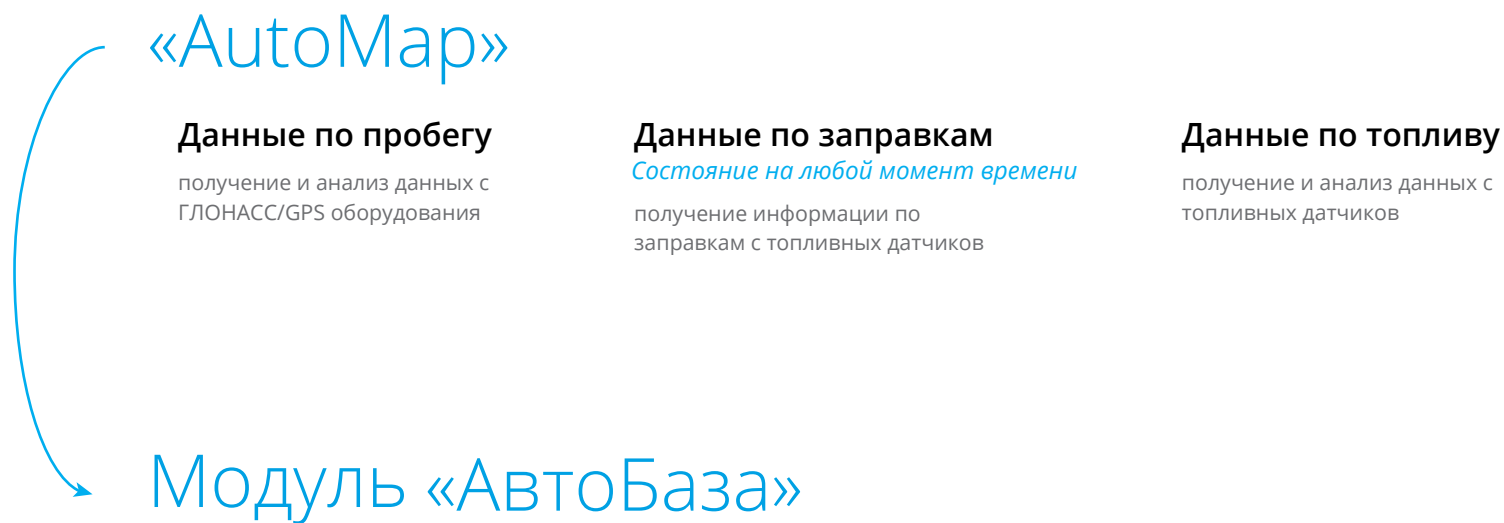 «AutoMap»
Данные по пробегу
получение и анализ данных с
ГЛОНАСС/GPS оборудования
Данные по заправкам
Состояние на любой момент времени
получение информации по
заправкам с топливных датчиков
Данные по топливу
получение и анализ данных с
топливных датчиков
Модуль «АвтоБаза»